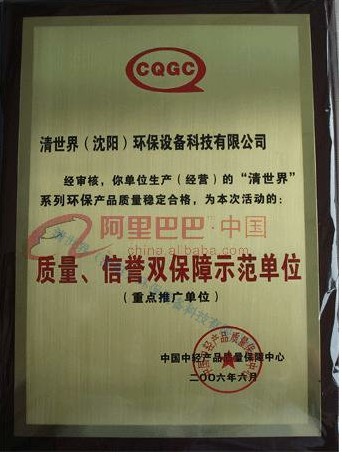 CQGC
清世界（沈阳）环保设备科技有限公司
经审核，你单位生产（经营）的“清世界”
系列环保产品质量稳定合格，为本次活动的：
阿里巴巴·中国
china.alibaba.com
质量、信誉双保障示范单位
（重点推广单位）
中国中经产品质量保障中心
二00六年六月